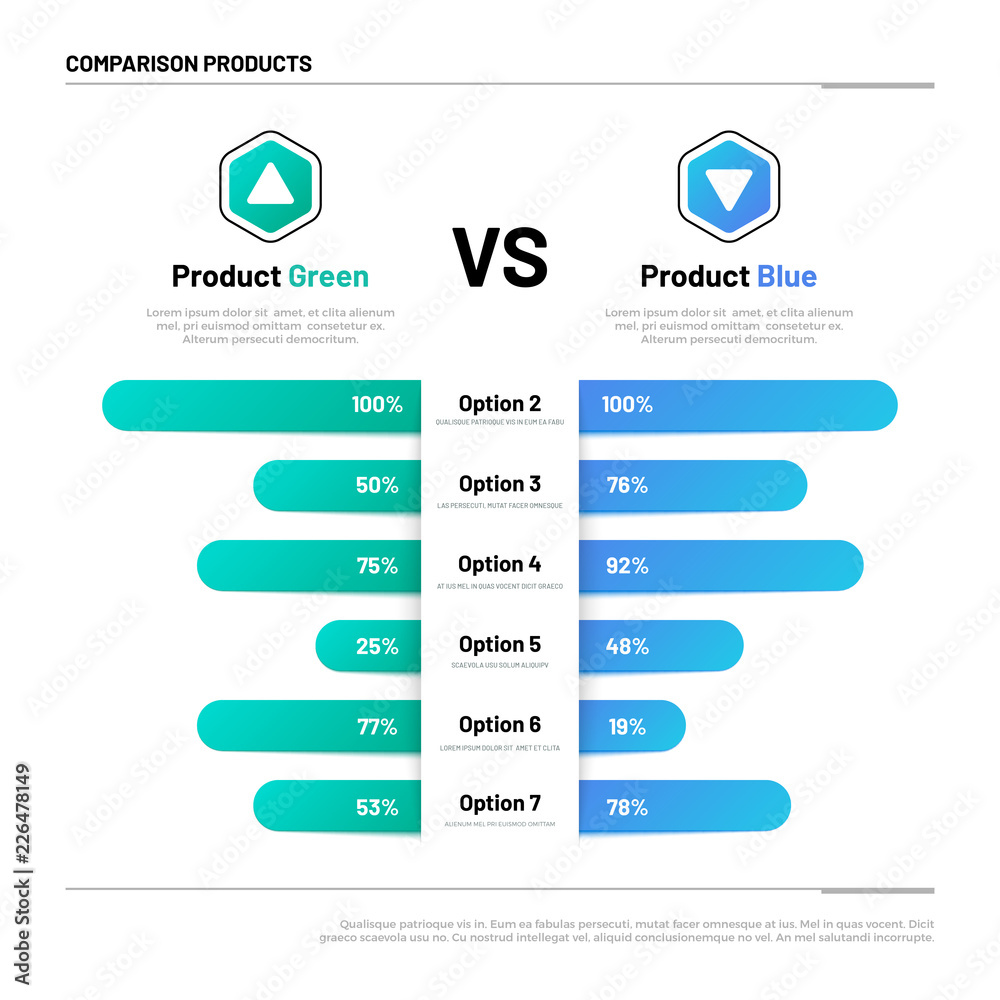 COMPARISON PRODUCTS
VS
Product Green
Lorem ipsum dolor sit amet, et clita alienum
mel, pri euismod omittam consetetur ex.
Alterum persecuti democritum.
Product Blue
Lorem ipsum dolor sit amet, et clita alienum
mel, pri euismod omittam consetetur ex.
Alterum persecuti democritum.
100% Option 2 100%
QUALISQUE PATRIOQUE VIS IN EUM EA FABU
50% Option 3 76%
LAS PERSECUTI, MUTAT FACER OMNESQUE
75% Option 4 92%
AT IUS MEL IN QUAS VOCENT DICIT GRAECO
25% Option 5 48%
SCAEVOLA USU SOLUM ALIQUIPV
77% Option 6 19%
LOREM IPSUM DOLOR SIT AMET ET CLITA
53% Option 7 78%
ALIENUM MEL PRI EUISMOD OMITTAM
Qualisque patrioque vis in. Eum ea fabulas persecuti, mutat facer omnesque at ius. Mel in quas vocent. Dicit
graeco scaevola usu ut. Cu nostrud intellegat vel, aliquid conclusionemque no vel. An mel salutandi incorrupte.
Adobe Stock | #226478149
Adobe Stock